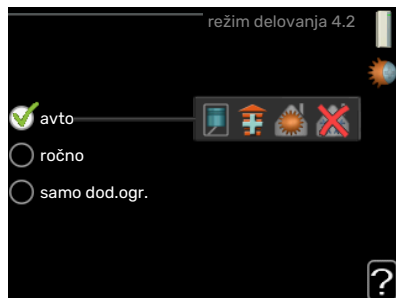 režim delovanja 4.2
avto
ročno
samo dod.ogr.
?